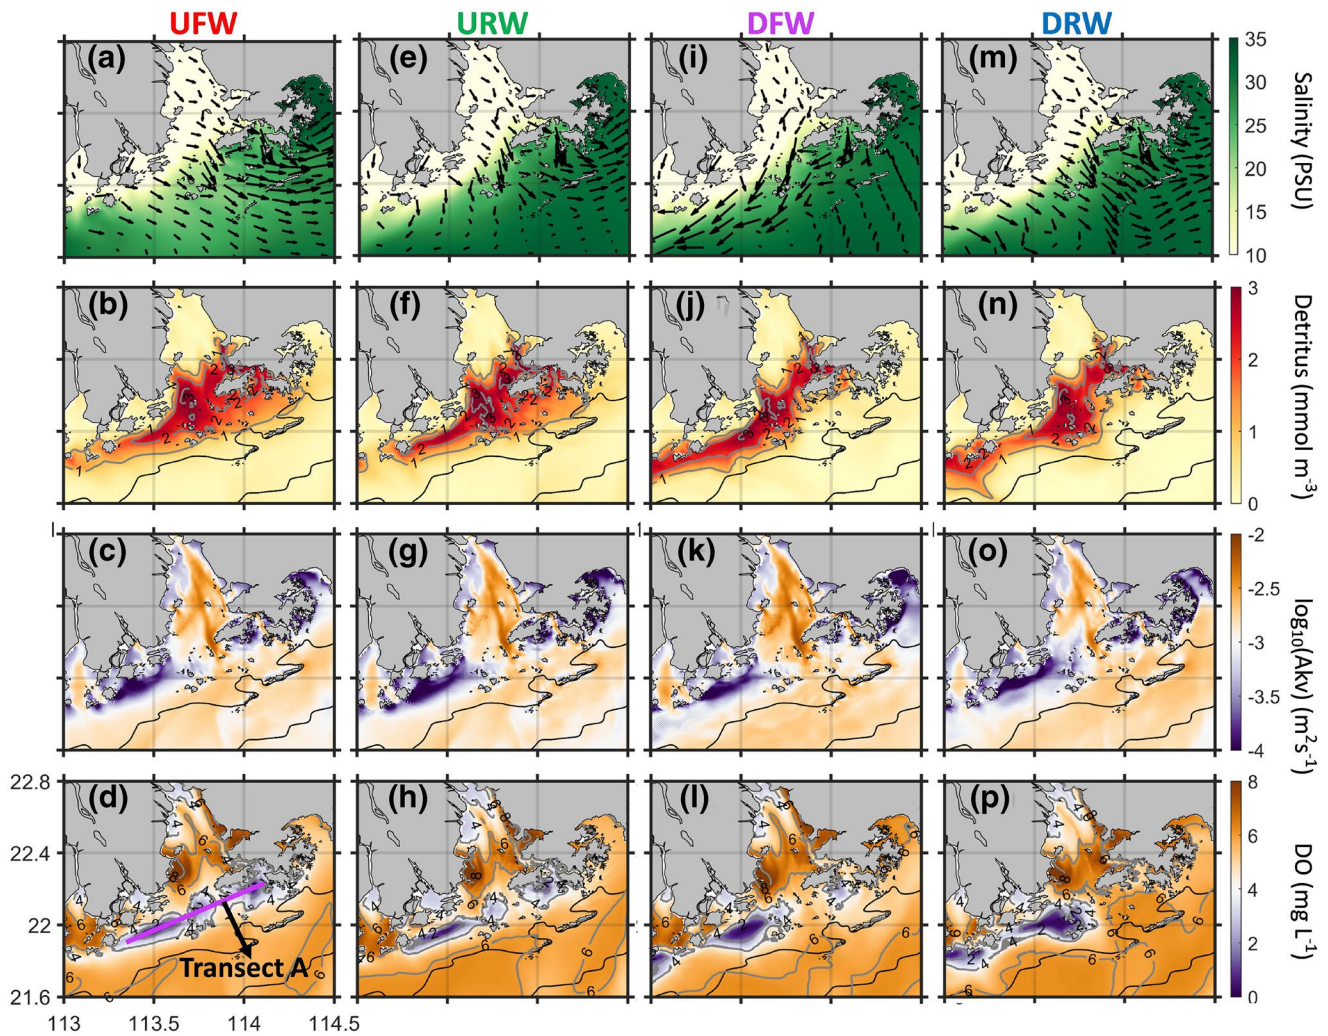 UFW URW DFW DRW
(a) (e) (i) (m)
35
30
25
20
15
10
Salinity (PSU)
(b) (f) (j) (n)
3
2
1
0
Detritus (mmol m-3)
(c) (g) (k) (o)
-2
-2.5
-3
-3.5
-4
log10(Akv) (m2s-1)
(d) (h) (l) (p)
8
6
4
2
0
DO (mg L-1)
22.8
22.4
22
21.6
Transect A
113 113.5 114 114.5